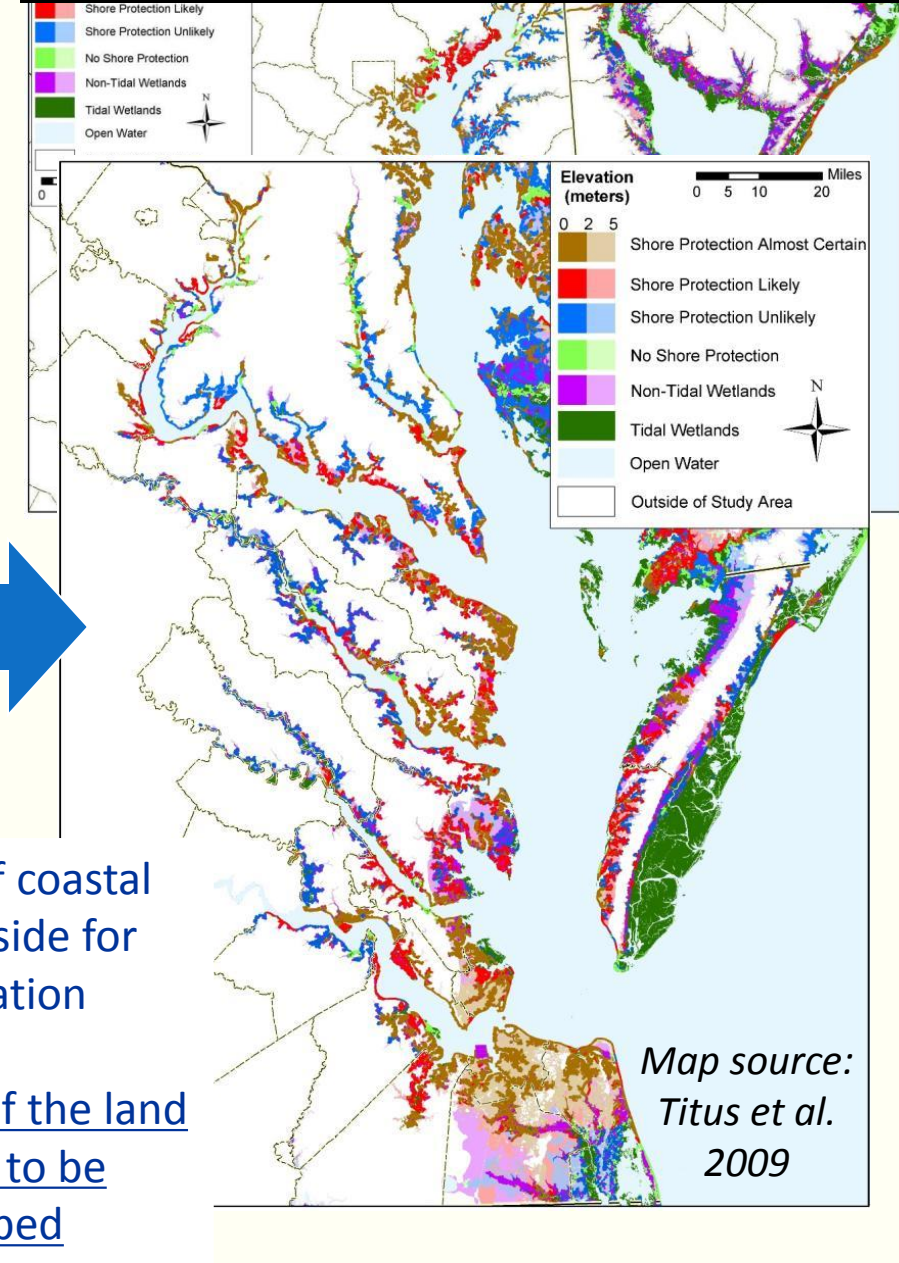 Shore Protection Likely
Shore Protection Unlikely
No Shore Protection
Non-Tidal Wetlands
N
Tidal Wetlands
Open Water
0
Elevation
(meters)
Miles
0 5 10 20
0 2 5
Shore Protection Almost Certain
Shore Protection Likely
Shore Protection Unlikely
No Shore Protection
Non-Tidal Wetlands
N
Tidal Wetlands
Open Water
Outside of Study Area
f coastal
side for
ation
of the land
to be
ped
Map source:
Titus et al.
2009